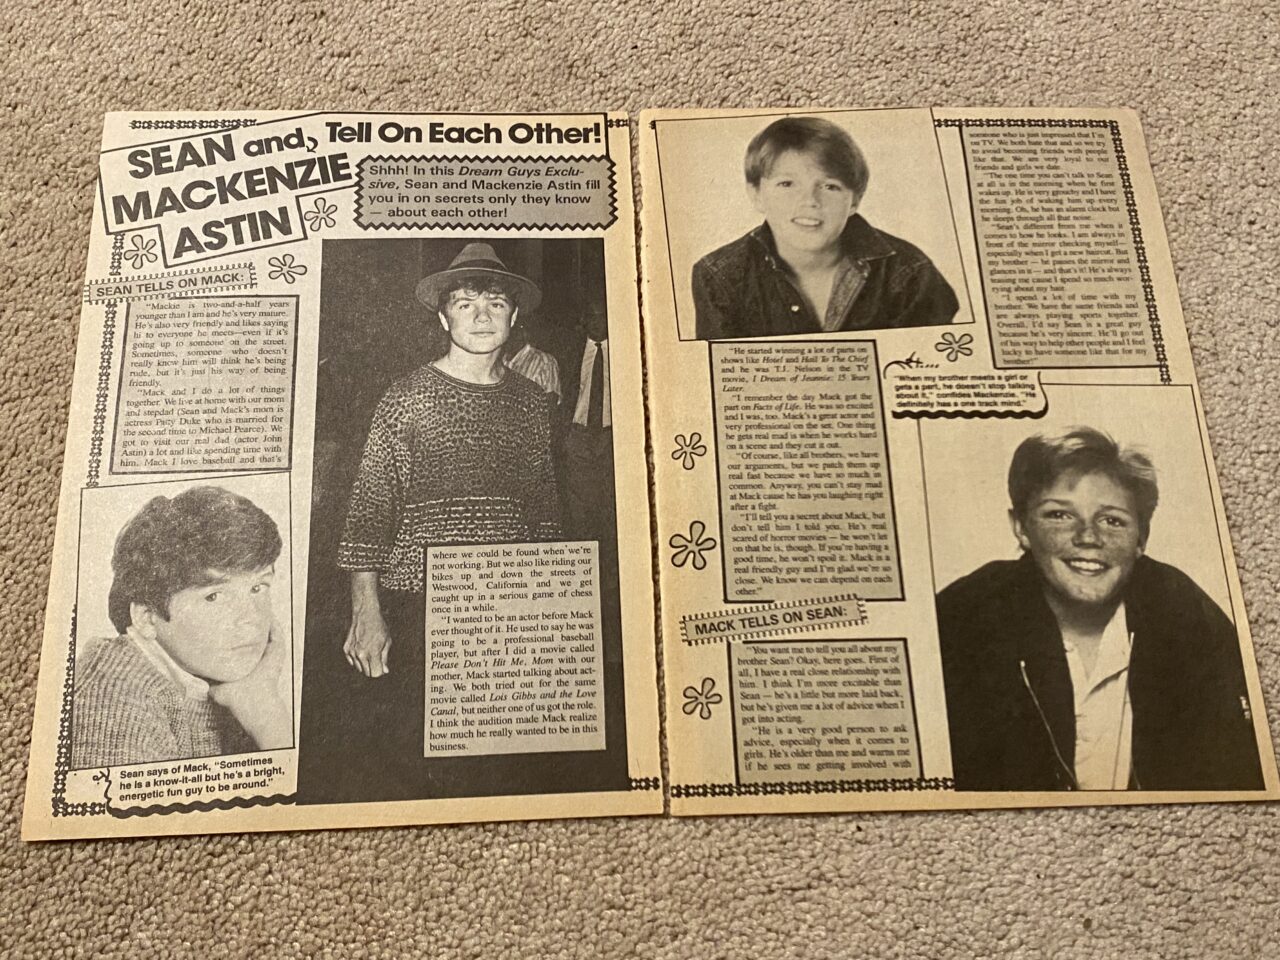 SEAN and
MACKENZIE
ASTIN
Tell On Each Other!
Shhh! In this Dream Guys Exclu-
sive, Sean and Mackenzie Astin fill
you in on secrets only they know
— about each other!
SEAN TELLS ON MACK:
"Mackie is two-and-a-half years
younger than I am and he's very mature.
He's also very friendly and likes saying
hi to everyone he meets—even if it's
going up to someone on the street.
Sometimes, someone who doesn't
really know him will think he's being
rude, but it's just his way of being
friendly.
"Mack and I do a lot of things
together. We live at home with our mom
and stepdad (Sean and Mack's mom is
actress Patty Duke who is married for
the second time to Michael Pearce). We
got to visit our real dad (actor John
Astin) a lot and like spending time with
him. Mack I love baseball and that's
Sean says of Mack, "Sometimes
he is a know-it-all but he's a bright,
energetic fun guy to be around."
where we could be found when we're
not working. But we also like riding our
bikes up and down the streets of
Westwood, California and we get
caught up in a serious game of chess
once in a while.
"I wanted to be an actor before Mack
ever thought of it. He used to say he was
going to be a professional baseball
player, but after I did a movie called
Please Don't Hit Me, Mom with our
mother, Mack started talking about act-
ing. We both tried out for the same
movie called Lois Gibbs and the Love
Canal, but neither one of us got the role.
I think the audition made Mack realize
how much he really wanted to be in this
business.
"He started winning a lot of parts on
shows like Hotel and Hail To The Chief
and he was T.J. Nelson in the TV
movie, I Dream of Jeannie: 15 Years
Later.
"I remember the day Mack got the
part on Facts of Life. He was so excited
and I was, too. Mack's a great actor and
very professional on the set. One thing
he gets real mad is when he works hard
on a scene and they cut it out.
"Of course, like all brothers, we have
our arguments, but we patch them up
real fast because we have so much in
common. Anyway, you can't stay mad
at Mack cause he has you laughing right
after a fight.
"I'll tell you a secret about Mack, but
don't tell him I told you. He's real
scared of horror movies — he won't let
on that he is, though. If you're having a
good time, he won't spoil it. Mack is a
real friendly guy and I'm glad we're so
close. We know we can depend on each
other."
MACK TELLS ON SEAN:
"You want me to tell you all about my
brother Sean? Okay, here goes. First of
all, I have a real close relationship with
him. I think I'm more excitable than
Sean — he's a little but more laid back,
but he's given me a lot of advice when I
got into acting.
"He is a very good person to ask
advice, especially when it comes to
girls. He's older than me and warns me
if he sees me getting involved with
someone who is just impressed that I'm
on TV. We both hate that and so we try
to avoid becoming friends with people
like that. We are very loyal to our
friends and girls we date.
"The one time you can't talk to Sean
at all is in the morning when he first
wakes up. He is very grouchy and I have
the fun job of waking him up every
morning. Oh, he has an alarm clock but
he sleeps through all that noise.
"Sean's different from me when it
comes to how he looks. I am always in
front of the mirror checking myself—
especially when I get a new haircut. But
my brother — he passes the mirror and
glances in it — and that's it! He's always
teasing me cause I spend so much wor-
rying about my hair.
"I spend a lot of time with my
brother. We have the same friends and
are always playing sports together.
Overall, I'd say Sean is a great guy
because he's very sincere. He'll go out
of his way to help other people and I feel
lucky to have someone like that for my
brother!"
"When my brother meets a girl or
gets a part, he doesn't stop talking
about it," confides Mackenzie. "He
definitely has a one track mind."